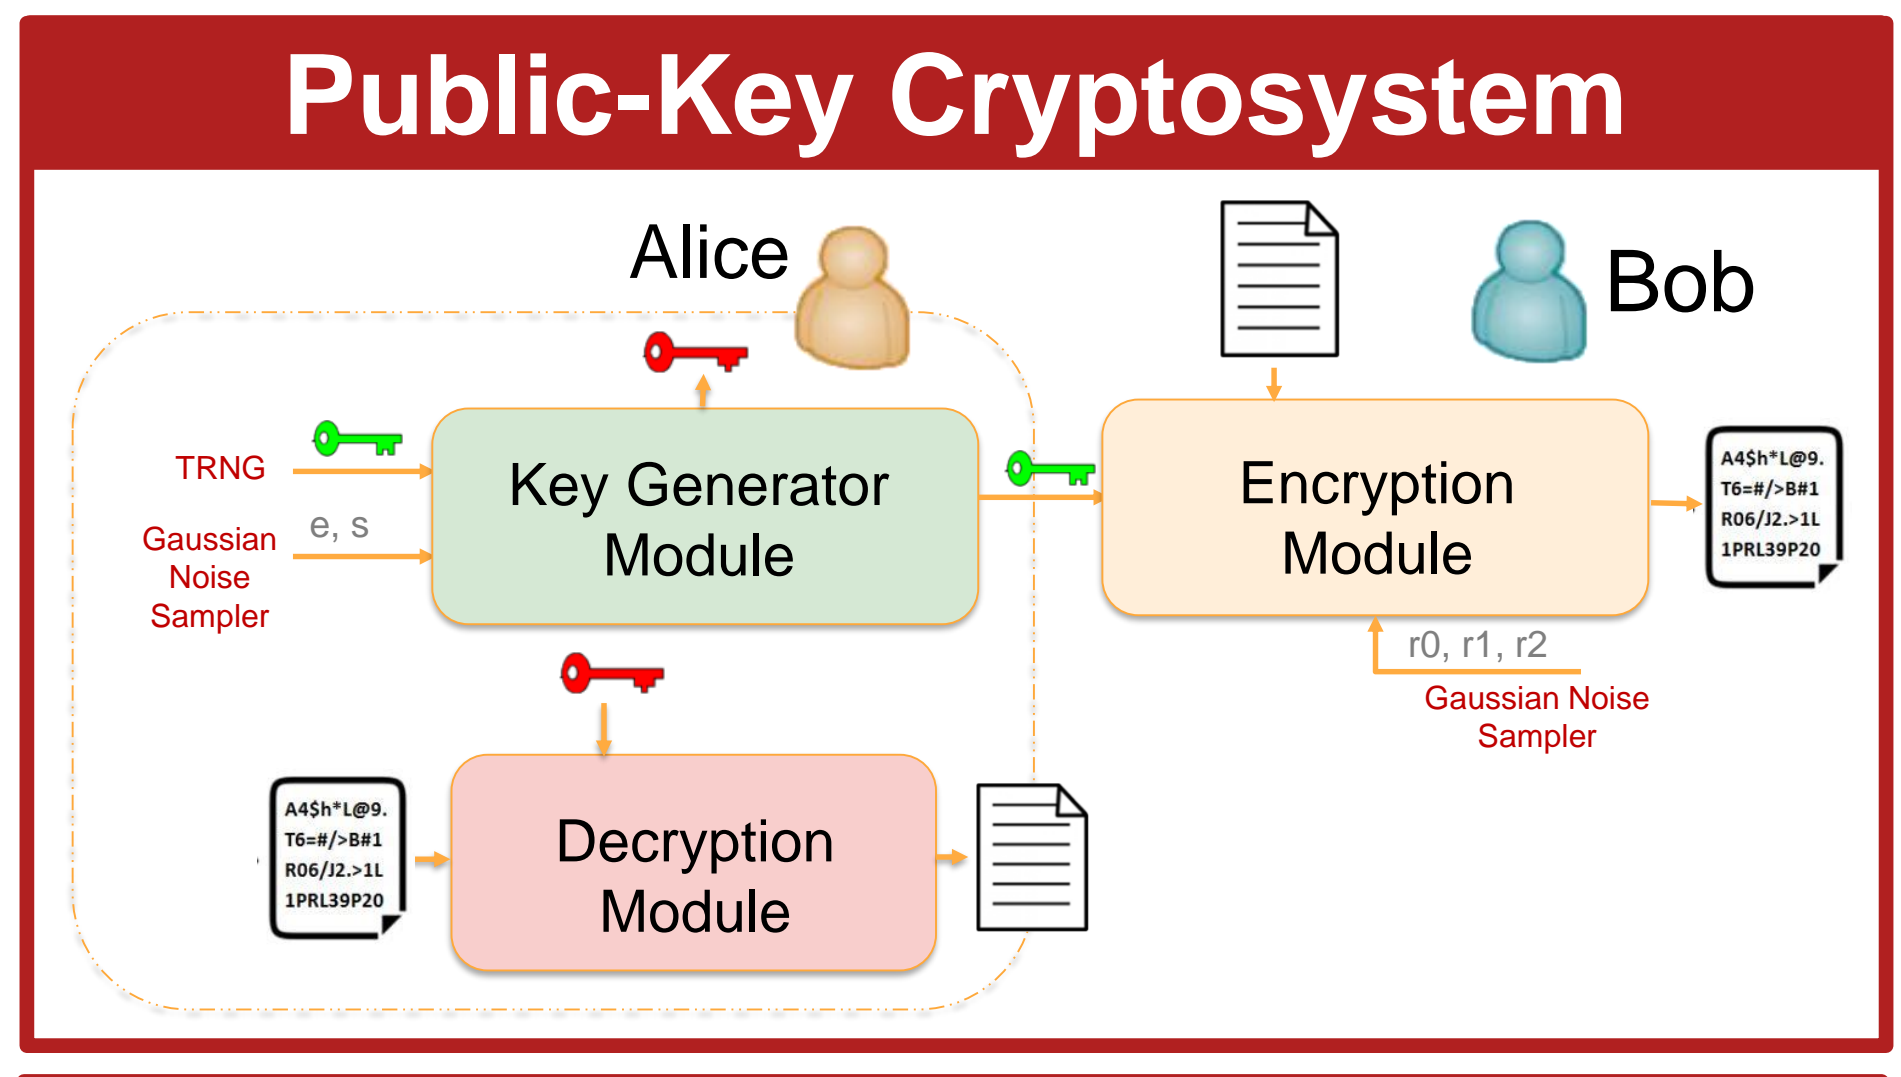 Public-Key Cryptosystem
Alice
Bob
TRNG
e, s
Gaussian
Noise
Sampler
Key Generator
Module
Encryption
Module
A4$h*L@9.
T6=#/>B#1
R06/J2.>1L
1PRL39P20
r0, r1, r2
Gaussian Noise
Sampler
A4$h*L@9.
T6=#/>B#1
R06/J2.>1L
1PRL39P20
Decryption
Module